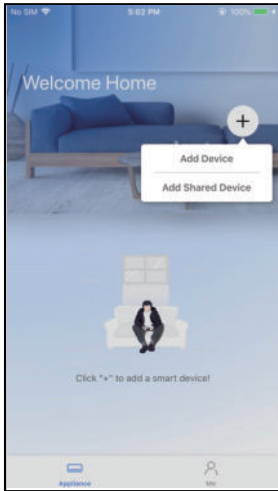 No SIM 5:02 PM 100%
Welcome Home
+
Add Device
Add Shared Device
Click "+" to add a smart device!
Appliance Me